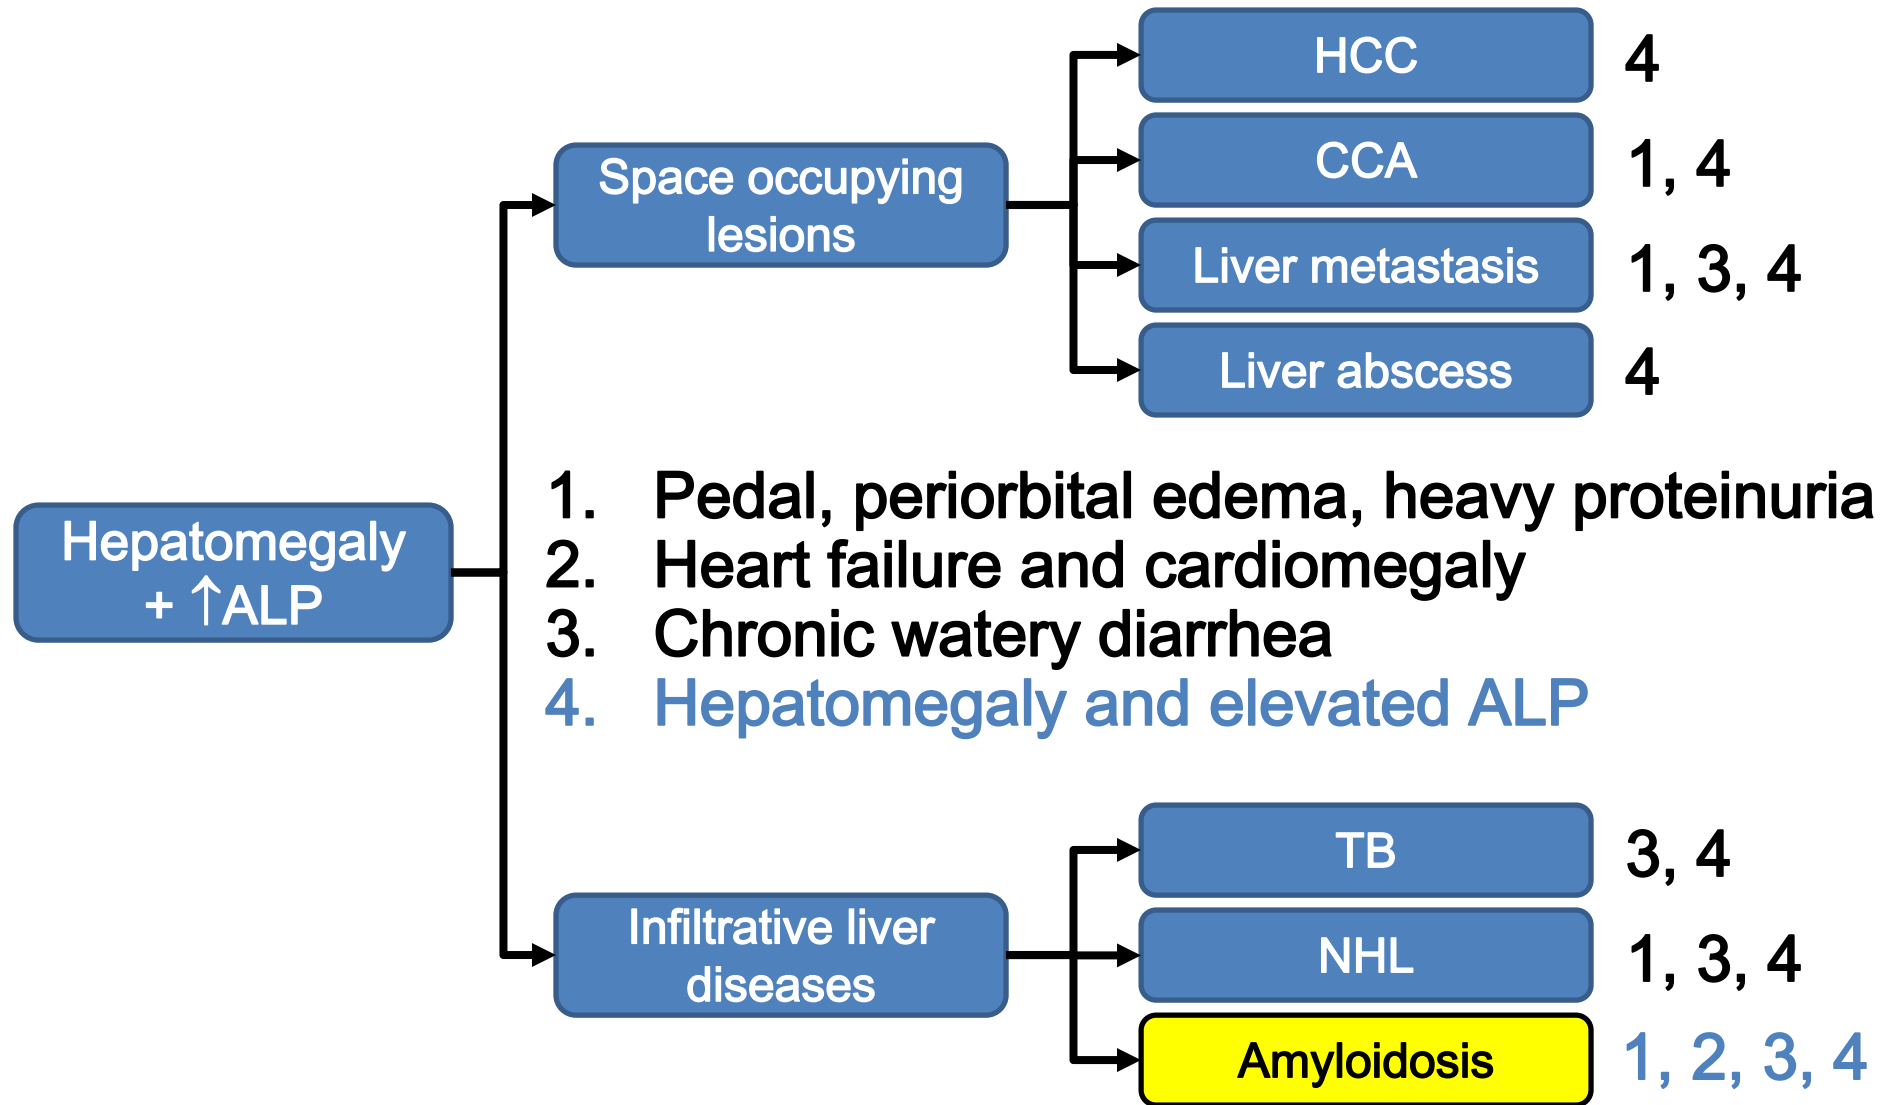 HCC
4
CCA
1, 4
Space occupying
lesions
Liver metastasis
1, 3, 4
Liver abscess
4
Hepatomegaly
+ ↑ALP
1. Pedal, periorbital edema, heavy proteinuria
2. Heart failure and cardiomegaly
3. Chronic watery diarrhea
4. Hepatomegaly and elevated ALP
TB
3, 4
Infiltrative liver
diseases
NHL
1, 3, 4
Amyloidosis
1, 2, 3, 4